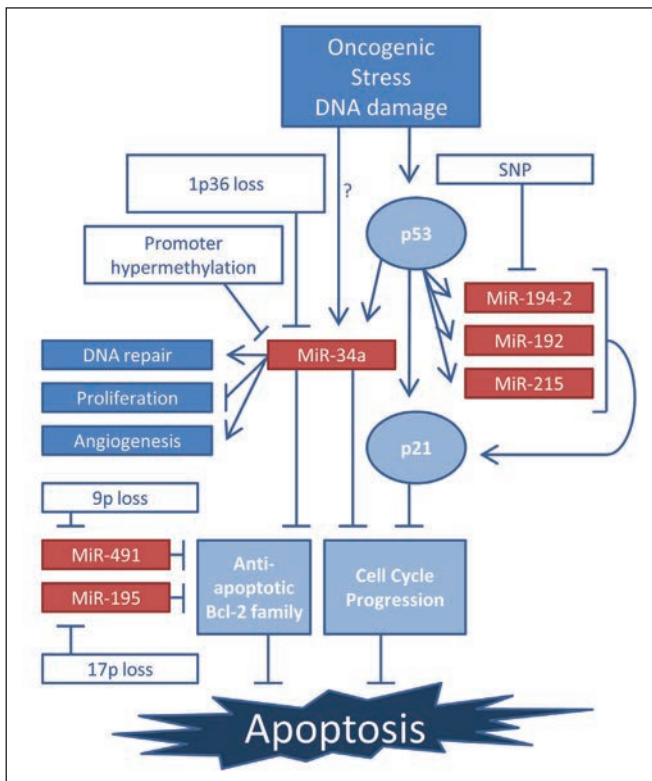 Oncogenic
Stress
DNA damage
1p36 loss
SNP
?
Promoter
hypermethylation
p53
MiR-194-2
MiR-192
MiR-215
DNA repair
MiR-34a
Proliferation
Angiogenesis
p21
9p loss
MiR-491
MiR-195
17p loss
Anti-
apoptotic
Bcl-2 family
Cell Cycle
Progression
Apoptosis